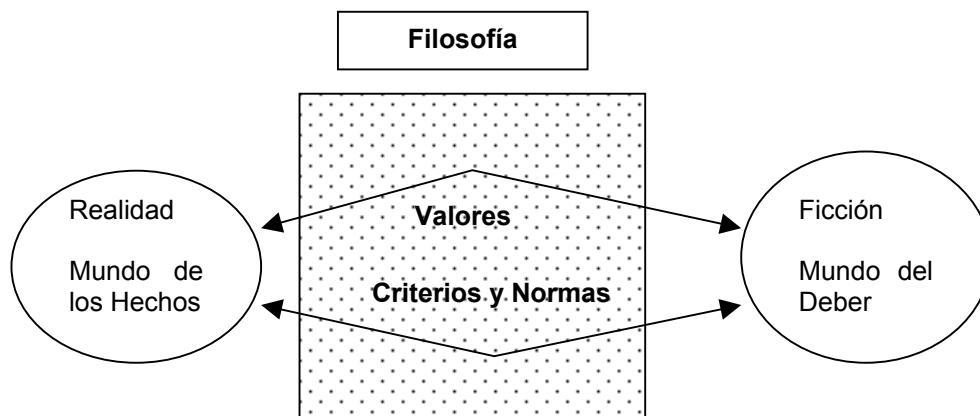 Filosofía
Realidad
Mundo de
los Hechos
Valores
Criterios y Normas
Ficción
Mundo del
Deber